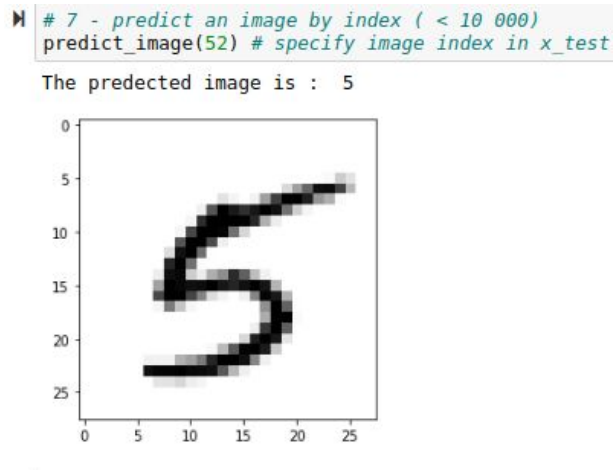 # 7 - predict an image by index ( < 10 000)
predict_image(52) # specify image index in x_test
The predected image is :  5
0
5
10
15
20
25
5
0 5 10 15 20 25